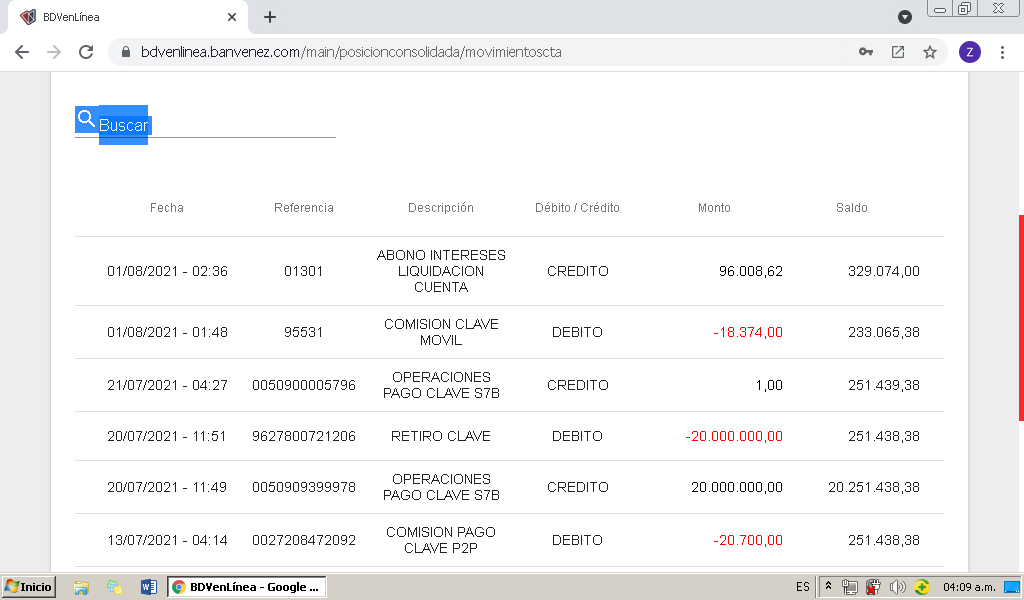 BDVenLínea
bdvenlinea.banvenez.com/main/posicionconsolidada/movimientoscta
Z
Buscar
Fecha Referencia Descripción Débito / Crédito Monto Saldo
ABONO INTERESES
01/08/2021 - 02:36 01301 LIQUIDACION CREDITO 96.008,62 329.074,00
CUENTA
COMISION CLAVE
01/08/2021 - 01:48 95531 MOVIL DEBITO -18.374,00 233.065,38
OPERACIONES
21/07/2021 - 04:27 0050900005796 PAGO CLAVE S7B CREDITO 1,00 251.439,38
20/07/2021 - 11:51 9627800721206 RETIRO CLAVE DEBITO -20.000.000,00 251.438,38
OPERACIONES
20/07/2021 - 11:49 0050909399978 PAGO CLAVE S7B CREDITO 20.000.000,00 20.251.438,38
COMISION PAGO
13/07/2021 - 04:14 0027208472092 CLAVE P2P DEBITO -20.700,00 251.438,38
Inicio BDVenLínea - Google ... ES 04:09 a.m.